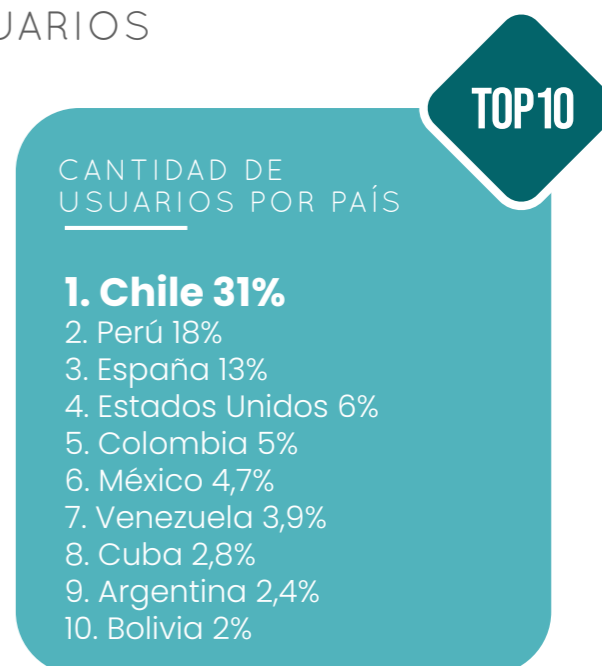 UARIOS
TOP10
CANTIDAD DE
USUARIOS POR PAÍS
1. Chile 31%
2. Perú 18%
3. España 13%
4. Estados Unidos 6%
5. Colombia 5%
6. México 4,7%
7. Venezuela 3,9%
8. Cuba 2,8%
9. Argentina 2,4%
10. Bolivia 2%